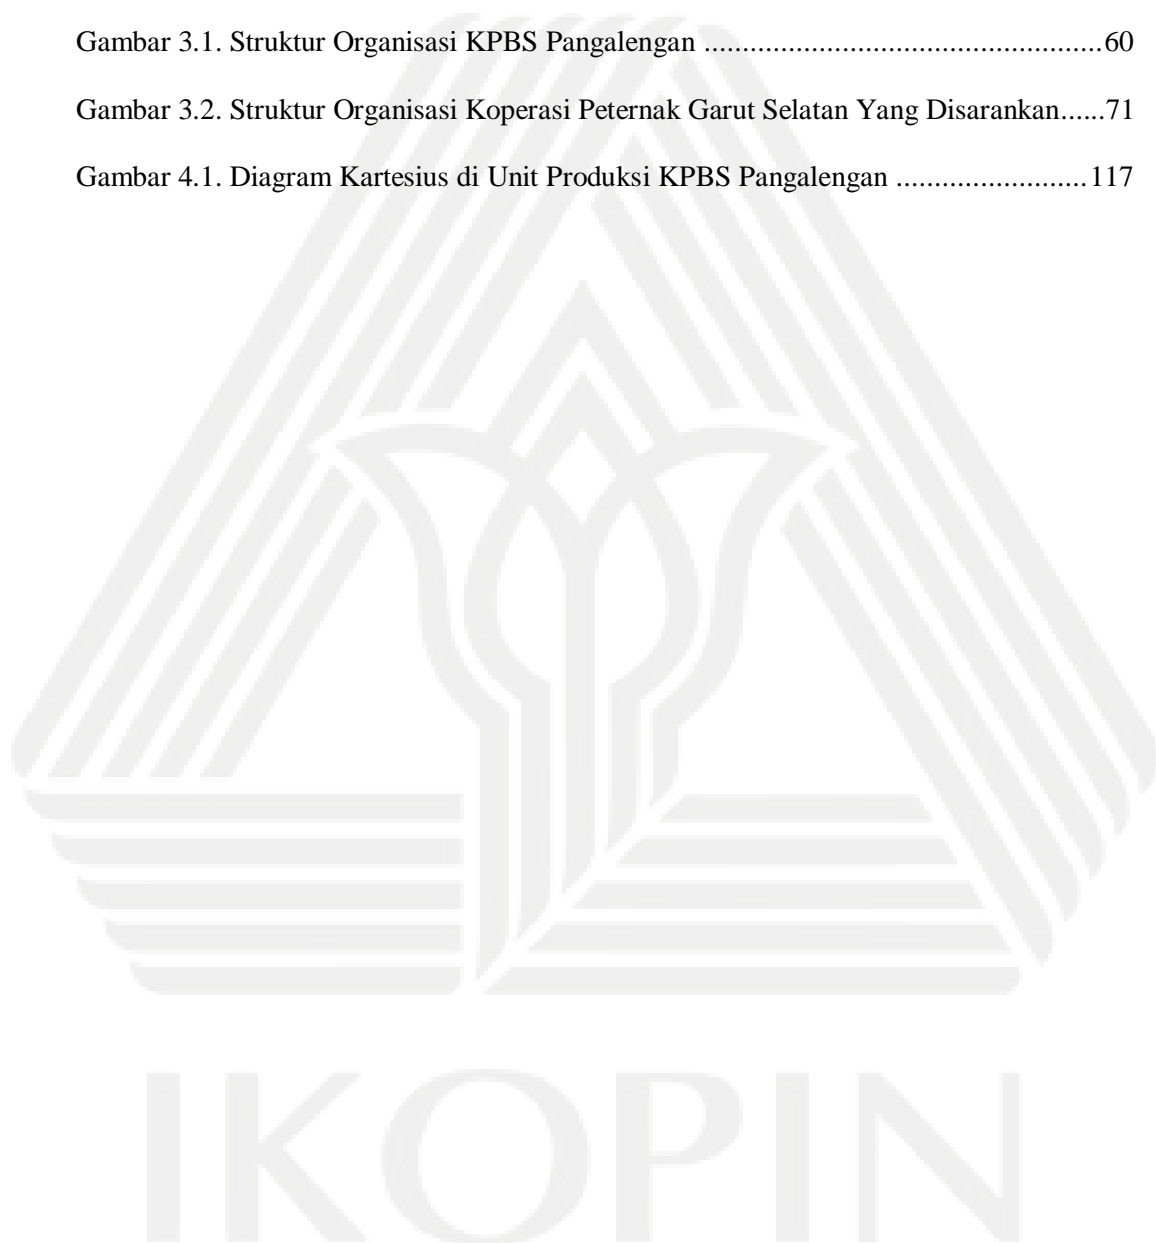 Gambar 3.1. Struktur Organisasi KPBS Pangalengan .....................................................60
Gambar 3.2. Struktur Organisasi Koperasi Peternak Garut Selatan Yang Disarankan......71
Gambar 4.1. Diagram Kartesius di Unit Produksi KPBS Pangalengan .........................117
IKOPIN